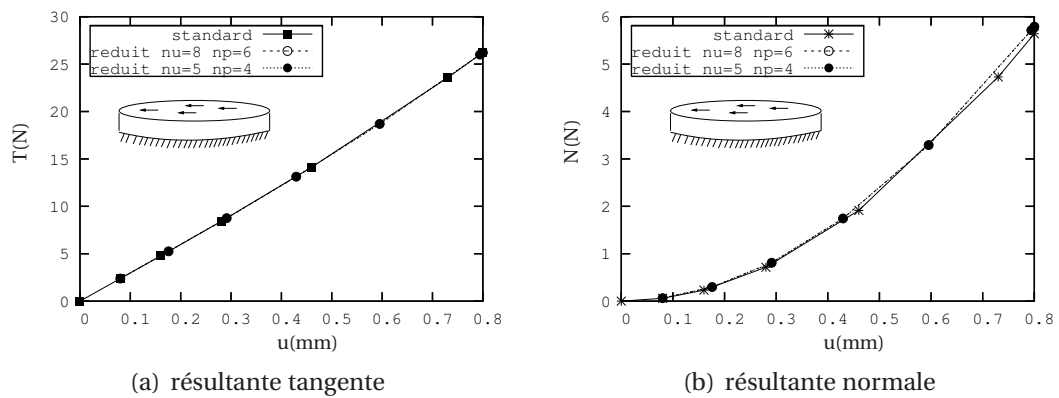 30
25
20
15
10
5
0
T(N)
standard
reduit nu=8 np=6
reduit nu=5 np=4
0 0.1 0.2 0.3 0.4 0.5 0.6 0.7 0.8
u(mm)
(a) résultante tangente
6
5
4
3
2
1
0
N(N)
standard
reduit nu=8 np=6
reduit nu=5 np=4
0 0.1 0.2 0.3 0.4 0.5 0.6 0.7 0.8
u(mm)
(b) résultante normale